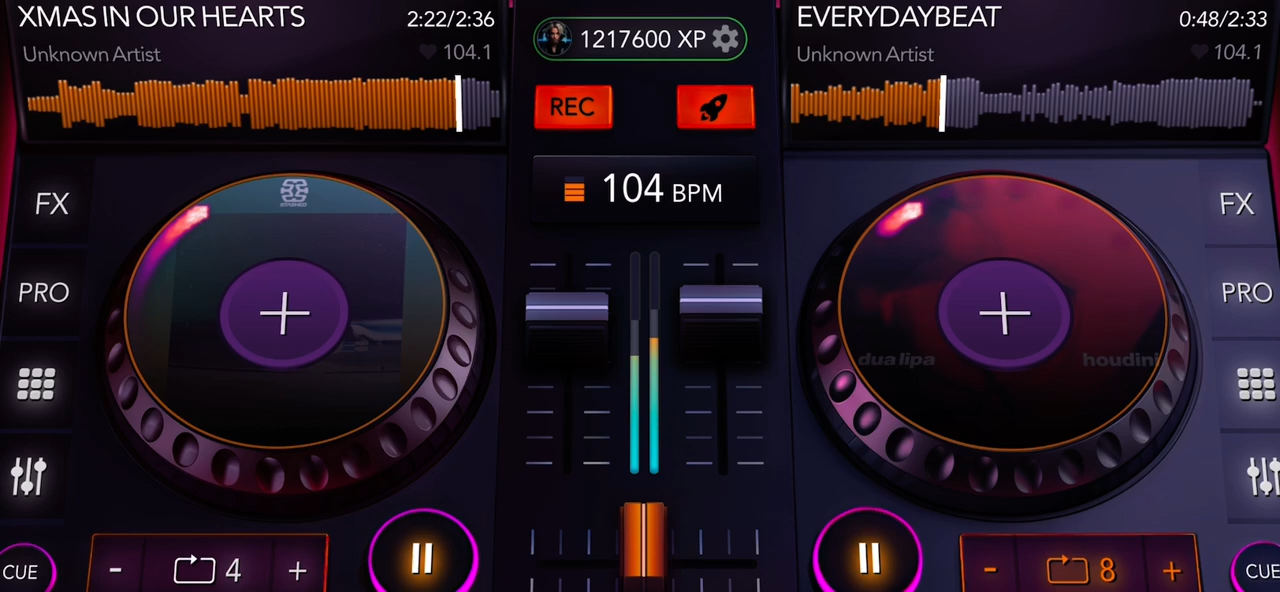 XMAS IN OUR HEARTS
2:22/2:36
Unknown Artist
104.1
1217600 XP
EVERYDAYBEAT
0:48/2:33
Unknown Artist
104.1
REC
104 BPM
FX
FX
PRO
PRO
dua lipa
houdini
CUE
- 4 +
- 8 +
CUE